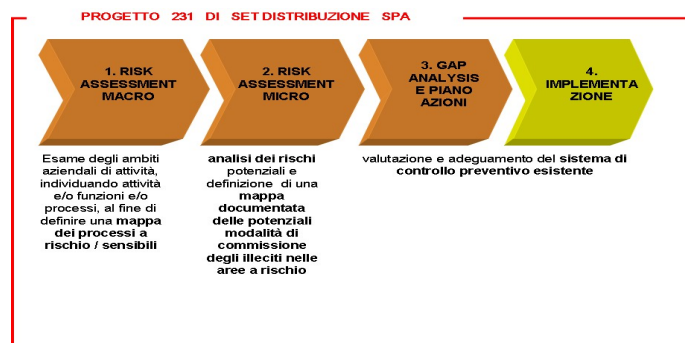 PROGETTO 231 DI SET DISTRIBUZIONE SPA
1. RISK
ASSESSMENT
MACRO
2. RISK
ASSESSMENT
MICRO
3. GAP
ANALYSIS
E PIANO
AZIONI
4.
IMPLEMENTA
ZIONE
Esame degli ambiti
aziendali di attività,
individuando attività
e/o funzioni e/o
processi, al fine di
definire una mappa
dei processi a
rischio / sensibili
analisi dei rischi
potenziali e
definizione di una
mappa
documentata
delle potenziali
modalità di
commissione
degli illeciti nelle
aree a rischio
valutazione e adeguamento del sistema di
controllo preventivo esistente